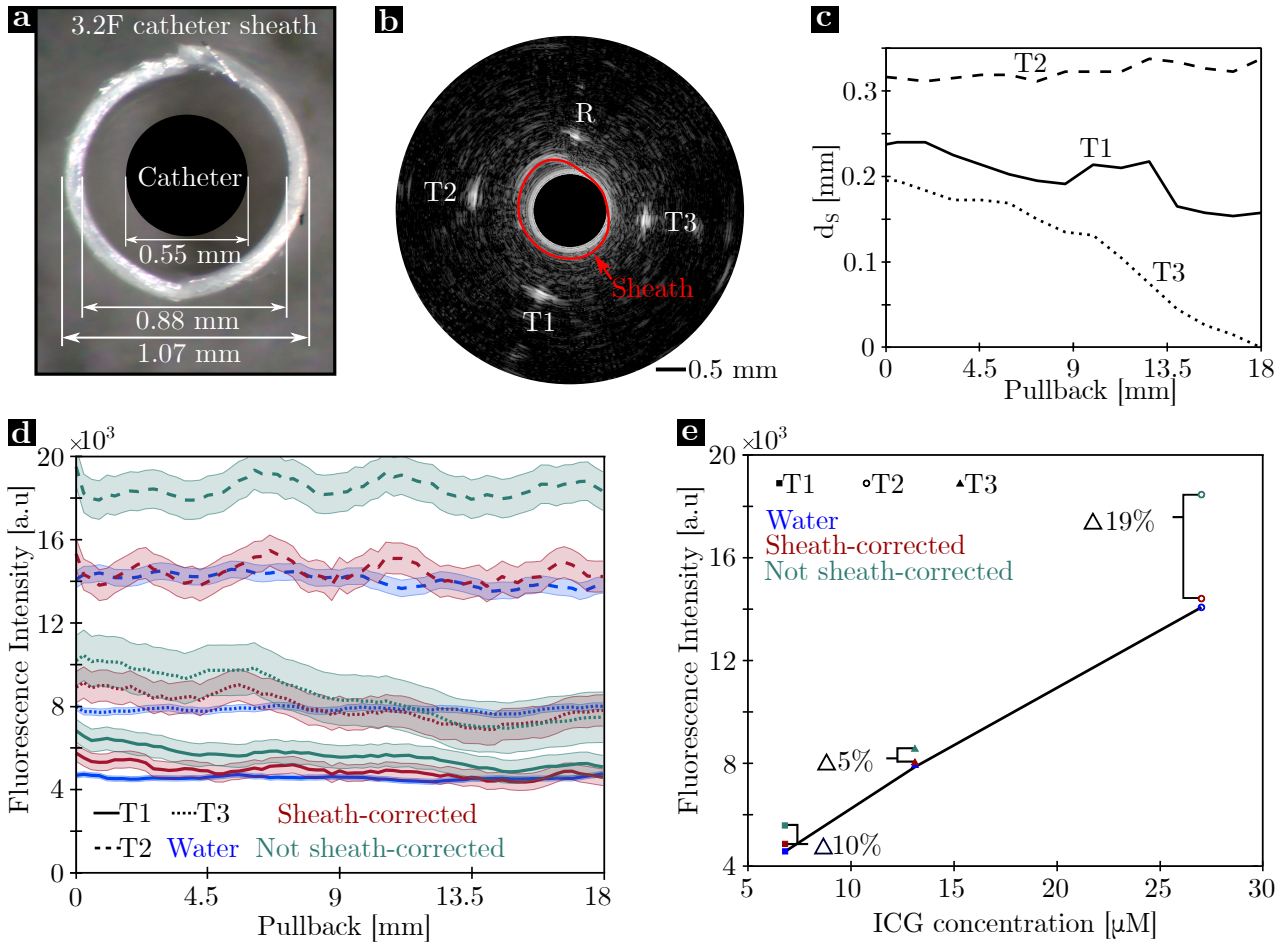 a
3.2F catheter sheath
Catheter
0.55 mm
0.88 mm
1.07 mm
b
R
T2
T3
Sheath
T1
0.5 mm
c
T2
T1
T3
0.3
0.2
0.1
0
dS [mm]
0 4.5 9 13.5 18
Pullback [mm]
d
×10³
20
16
12
8
4
0
Fluorescence Intensity [a.u]
T1 T3 Sheath-corrected
T2 Water Not sheath-corrected
0 4.5 9 13.5 18
Pullback [mm]
e
×10³
20
16
12
8
4
Fluorescence Intensity [a.u]
T1 T2 T3
Water
Sheath-corrected
Not sheath-corrected
△19%
△5%
△10%
5 10 15 20 25 30
ICG concentration [μM]